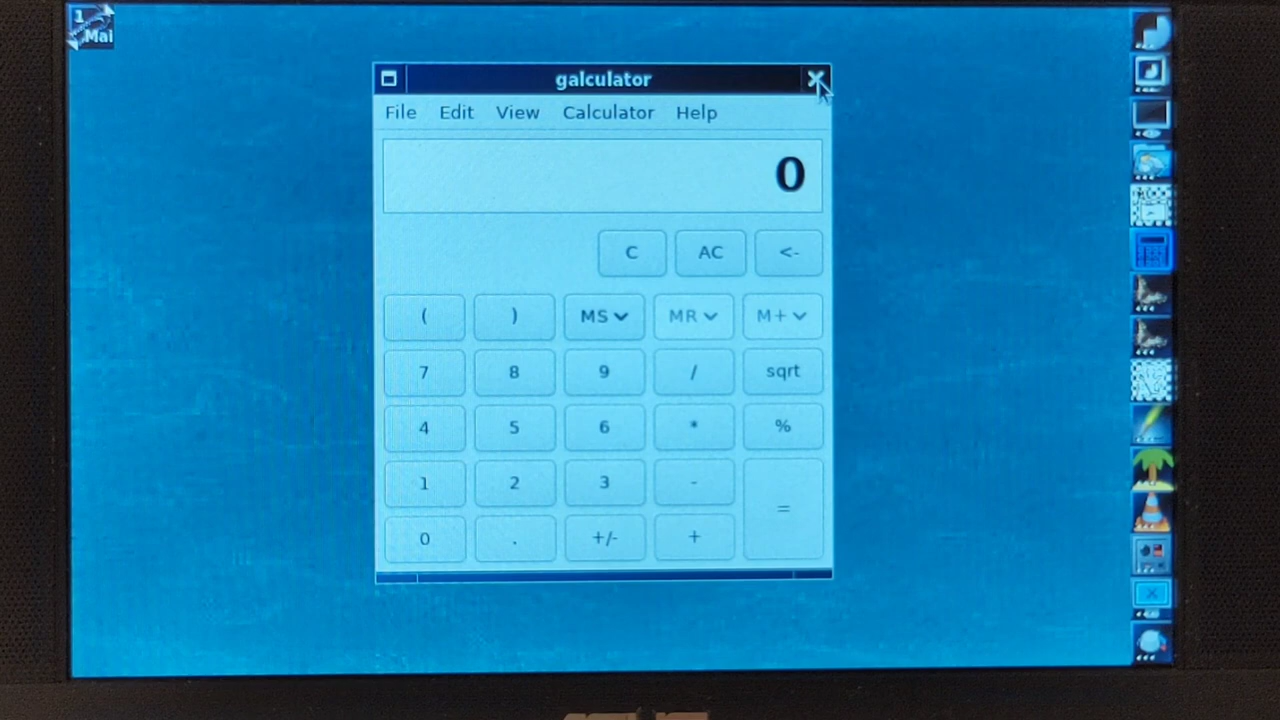 1
Mai
galculator
File Edit View Calculator Help
0
C AC <-
( ) MS MR M+
7 8 9 / sqrt
4 5 6 * %
1 2 3 - =
0 . +/- +